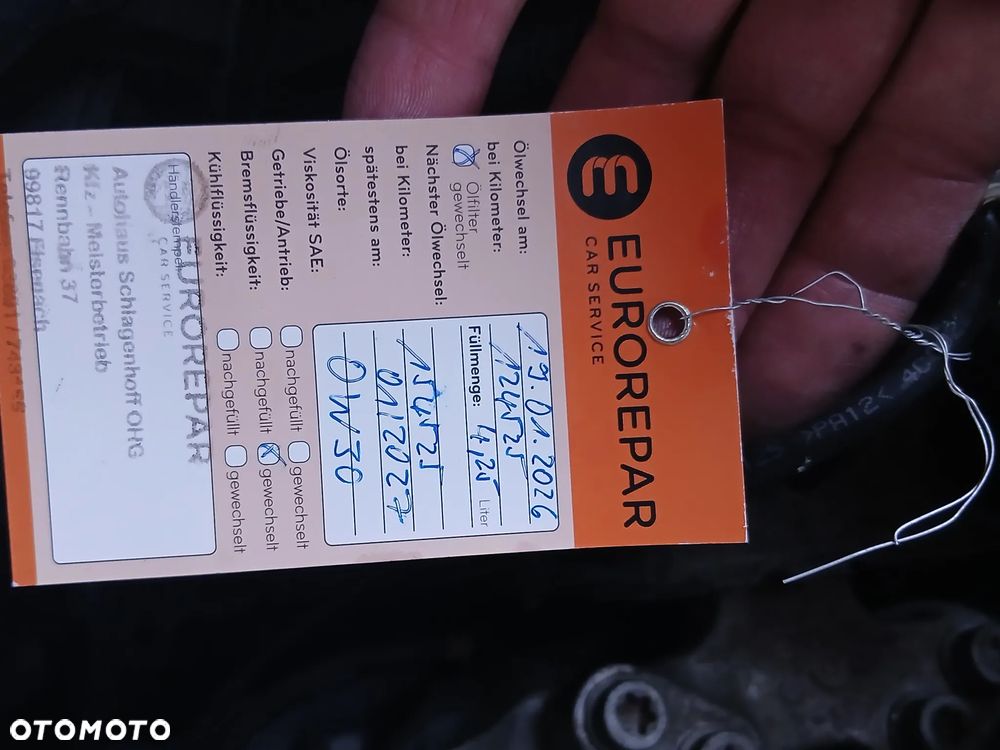 EUROREPAR
CAR SERVICE
Ölwechsel am: 19.01.2026
bei Kilometer: 124525
Ölfilter
gewechselt Füllmenge: 4,25 Liter
Nächster Ölwechsel:
bei Kilometer: 154525
spätestens am: 01/2027
Ölsorte: 0W30
Viskosität SAE:
Getriebe/Antrieb: nachgefüllt gewechselt
Bremsflüssigkeit: nachgefüllt gewechselt
Kühlflüssigkeit: nachgefüllt gewechselt
Händlerstempel
EUROREPAR
CAR SERVICE
Autohaus Schlagenhoff OHG
Kfz - Meisterbetrieb
Rennbahn 37
99817 Eisenach
>PA12<
OTOMOTO